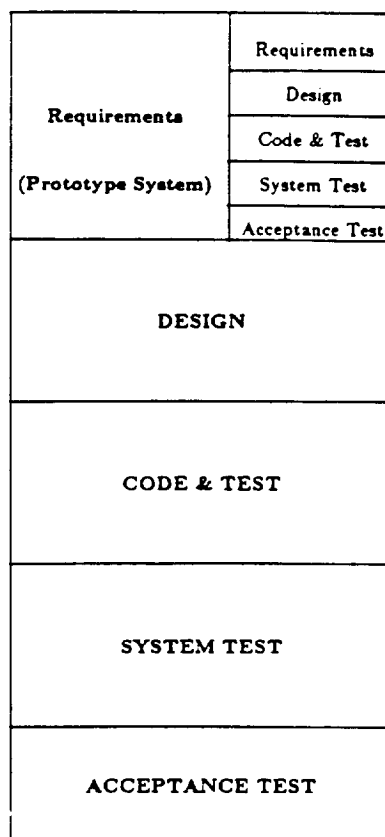 Requirements
(Prototype System)
Requirements
Design
Code & Test
System Test
Acceptance Test
DESIGN
CODE & TEST
SYSTEM TEST
ACCEPTANCE TEST